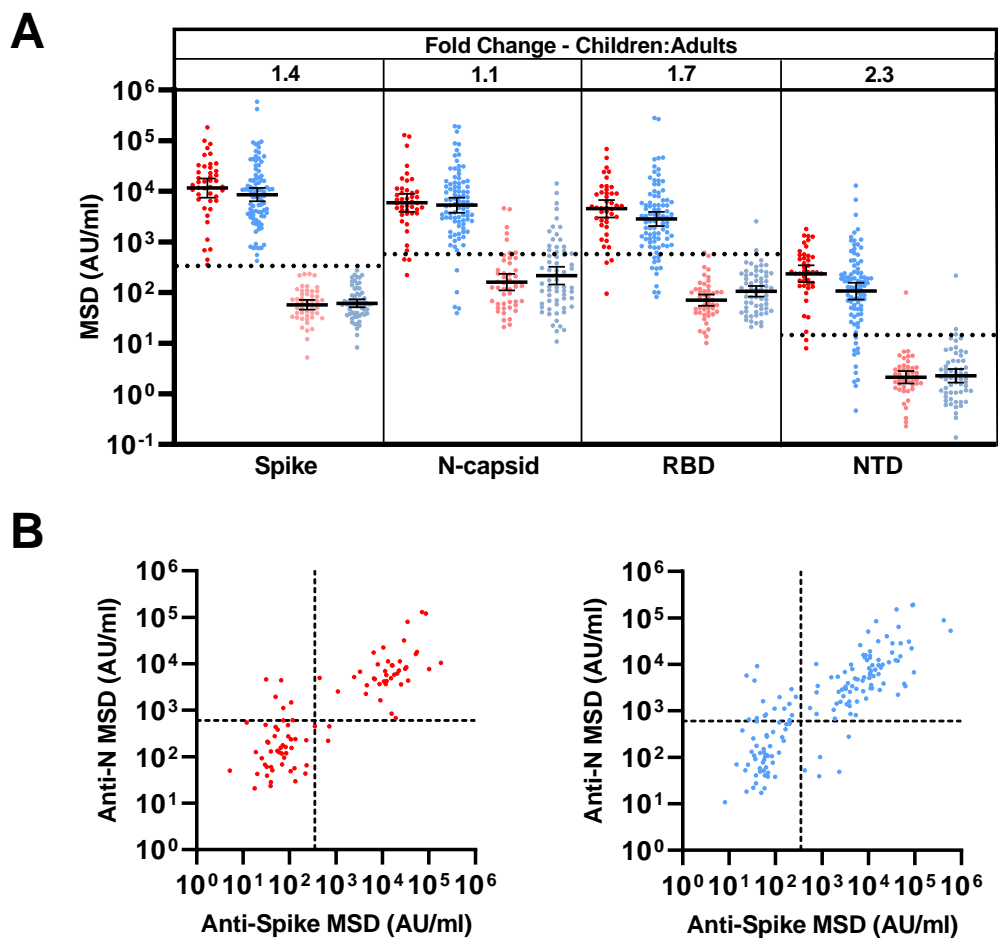 A
Fold Change - Children:Adults
1.4 1.1 1.7 2.3
MSD (AU/ml)
10^6
10^5
10^4
10^3
10^2
10^1
10^0
10^-1
Spike N-capsid RBD NTD
B
Anti-N MSD (AU/ml)
10^6
10^5
10^4
10^3
10^2
10^1
10^0
10^0 10^1 10^2 10^3 10^4 10^5 10^6
Anti-Spike MSD (AU/ml)
Anti-N MSD (AU/ml)
10^6
10^5
10^4
10^3
10^2
10^1
10^0
10^0 10^1 10^2 10^3 10^4 10^5 10^6
Anti-Spike MSD (AU/ml)